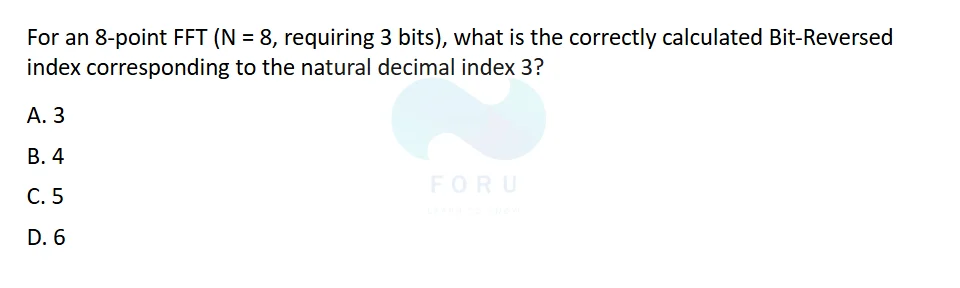 For an 8-point FFT (N = 8, requiring 3 bits), what is the correctly calculated Bit-Reversed
index corresponding to the natural decimal index 3?
A. 3
B. 4
C. 5
D. 6
FORU